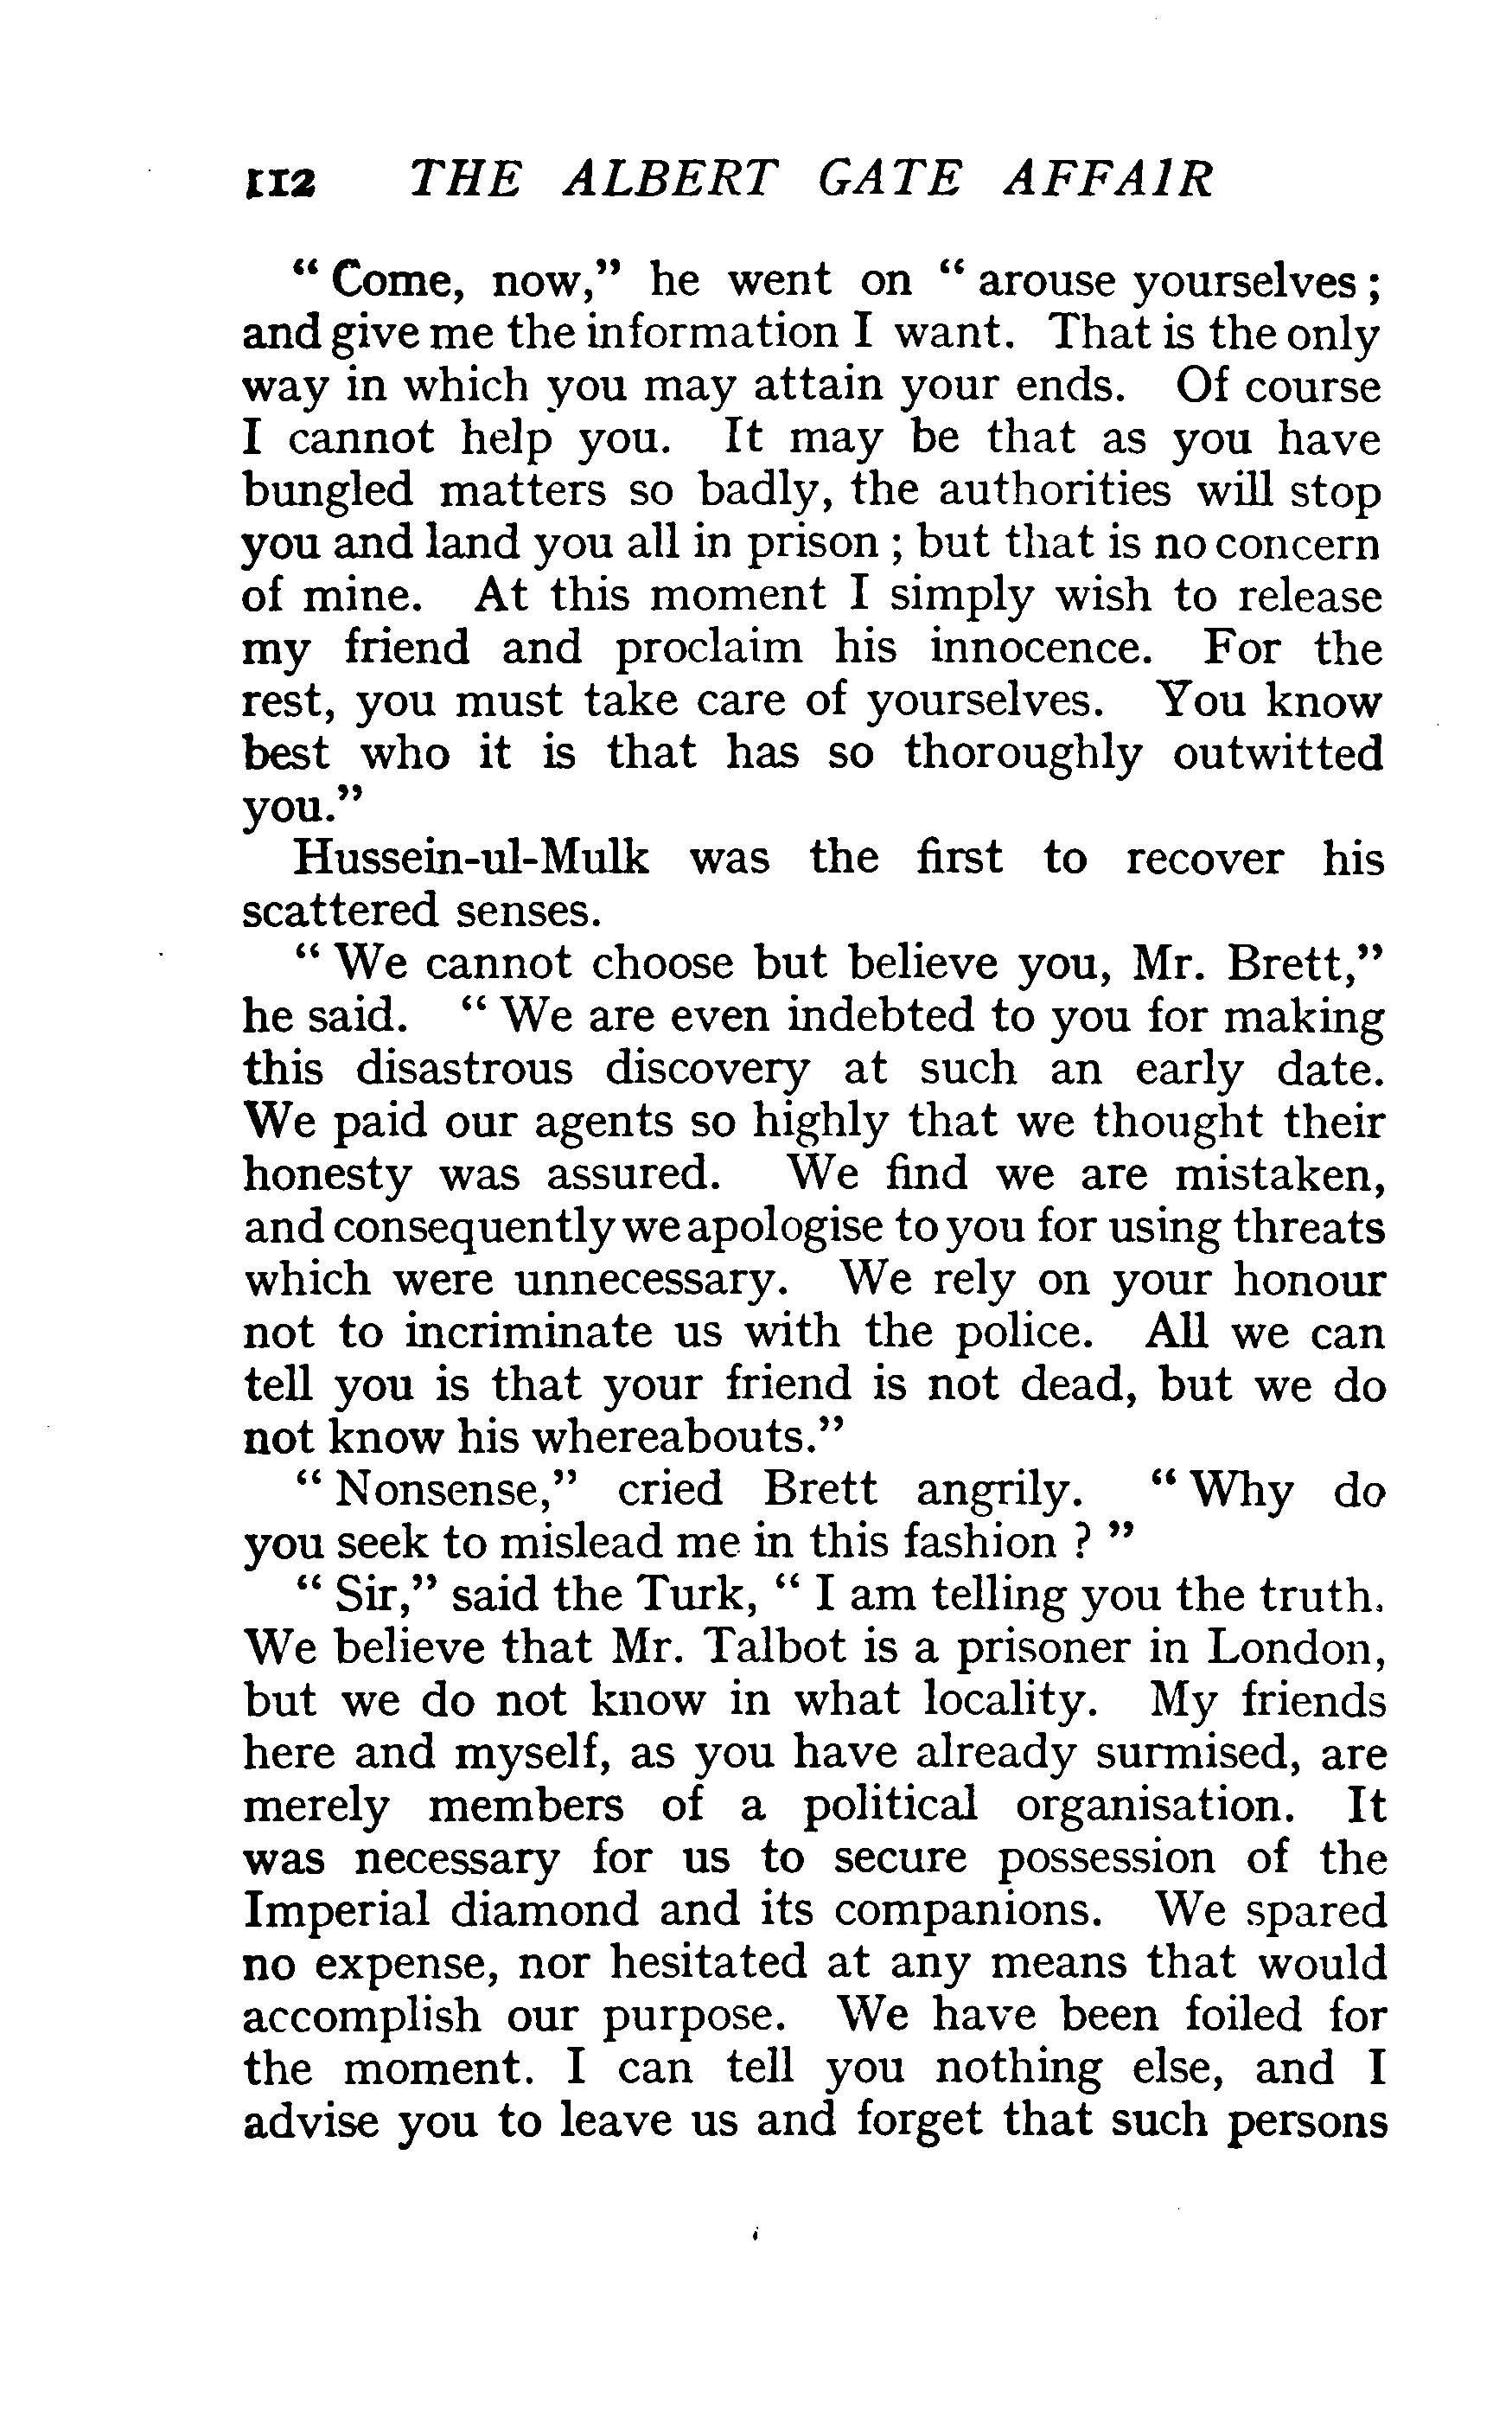 112 THE ALBERT GATE AFFAIR
" Come, now," he went on " arouse yourselves ;
and give me the information I want. That is the only
way in which you may attain your ends. Of course
I cannot help you. It may be that as you have
bungled matters so badly, the authorities will stop
you and land you all in prison ; but that is no concern
of mine. At this moment I simply wish to release
my friend and proclaim his innocence. For the
rest, you must take care of yourselves. You know
best who it is that has so thoroughly outwitted
you."
Hussein-ul-Mulk was the first to recover his
scattered senses.
" We cannot choose but believe you, Mr. Brett,"
he said. " We are even indebted to you for making
this disastrous discovery at such an early date.
We paid our agents so highly that we thought their
honesty was assured. We find we are mistaken,
and consequently we apologise to you for using threats
which were unnecessary. We rely on your honour
not to incriminate us with the police. All we can
tell you is that your friend is not dead, but we do
not know his whereabouts."
" Nonsense," cried Brett angrily. " Why do
you seek to mislead me in this fashion ? "
" Sir," said the Turk, " I am telling you the truth.
We believe that Mr. Talbot is a prisoner in London,
but we do not know in what locality. My friends
here and myself, as you have already surmised, are
merely members of a political organisation. It
was necessary for us to secure possession of the
Imperial diamond and its companions. We spared
no expense, nor hesitated at any means that would
accomplish our purpose. We have been foiled for
the moment. I can tell you nothing else, and I
advise you to leave us and forget that such persons